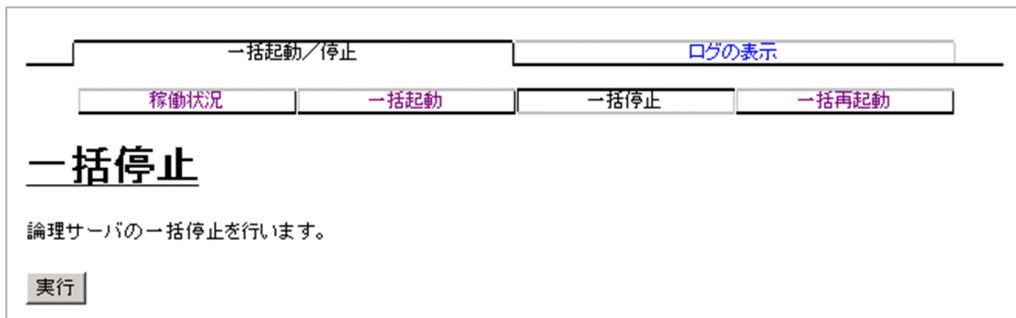 一括起動／停止 ログの表示
稼働状況 一括起動 一括停止 一括再起動
一括停止
論理サーバの一括停止を行います。
実行